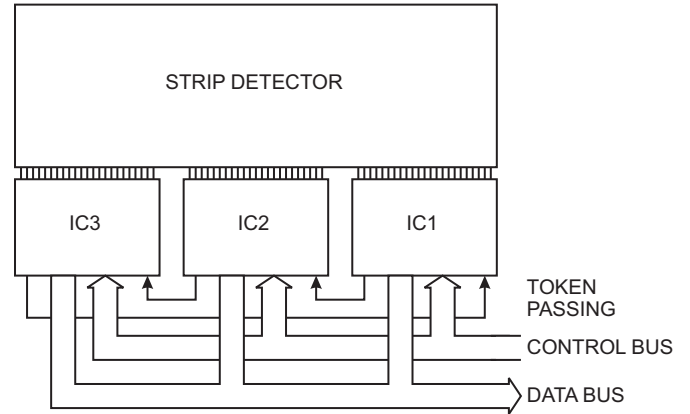 STRIP DETECTOR
IC3
IC2
IC1
TOKEN
PASSING
CONTROL BUS
DATA BUS